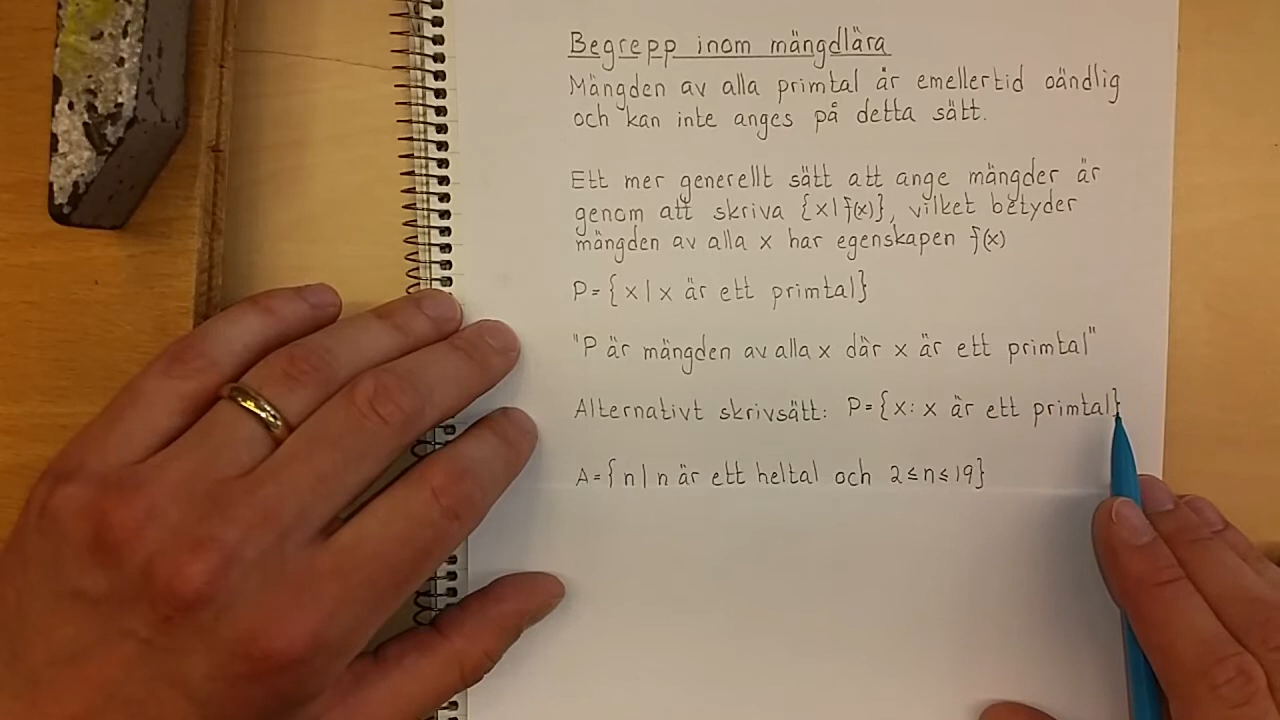 Begrepp inom mängdlära
Mängden av alla primtal är emellertid oändlig
och kan inte anges på detta sätt.
Ett mer generellt sätt att ange mängder är
genom att skriva {x|f(x)}, vilket betyder
mängden av alla x har egenskapen f(x)
P={x|x är ett primtal}
"P är mängden av alla x där x är ett primtal"
Alternativt skrivsätt: P={x: x är ett primtal}
A={n|n är ett heltal och 2≤n≤19}